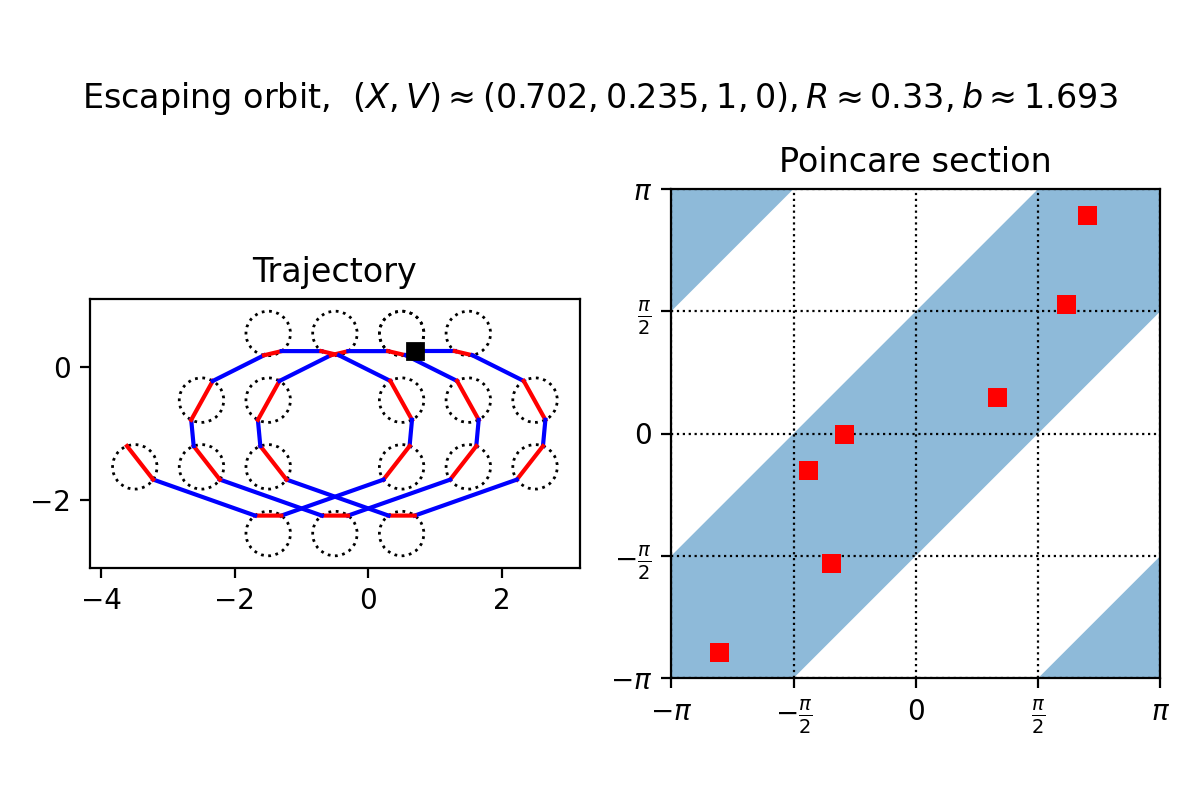 Escaping orbit, (X, V) ≈ (0.702, 0.235, 1, 0), R ≈ 0.33, b ≈ 1.693
Trajectory
0
−2
−4
−2
0
2
Poincare section
π
π/2
0
−π/2
−π
−π
−π/2
0
π/2
π